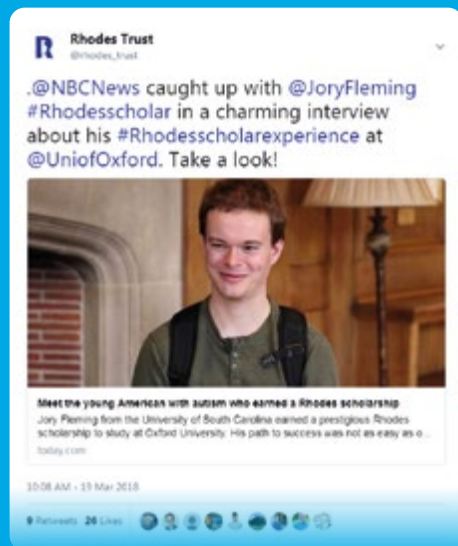 R
Rhodes Trust
@rhodes_trust
.@NBCNews caught up with @JoryFleming
#Rhodesscholar in a charming interview
about his #Rhodesscholarexperience at
@UniofOxford. Take a look!
Meet the young American with autism who earned a Rhodes scholarship
Jory Fleming from the University of South Carolina earned a prestigious Rhodes
scholarship to study at Oxford University. His path to success was not as easy as o...
today.com
10:08 AM - 19 Mar 2018
9 Retweets 26 Likes